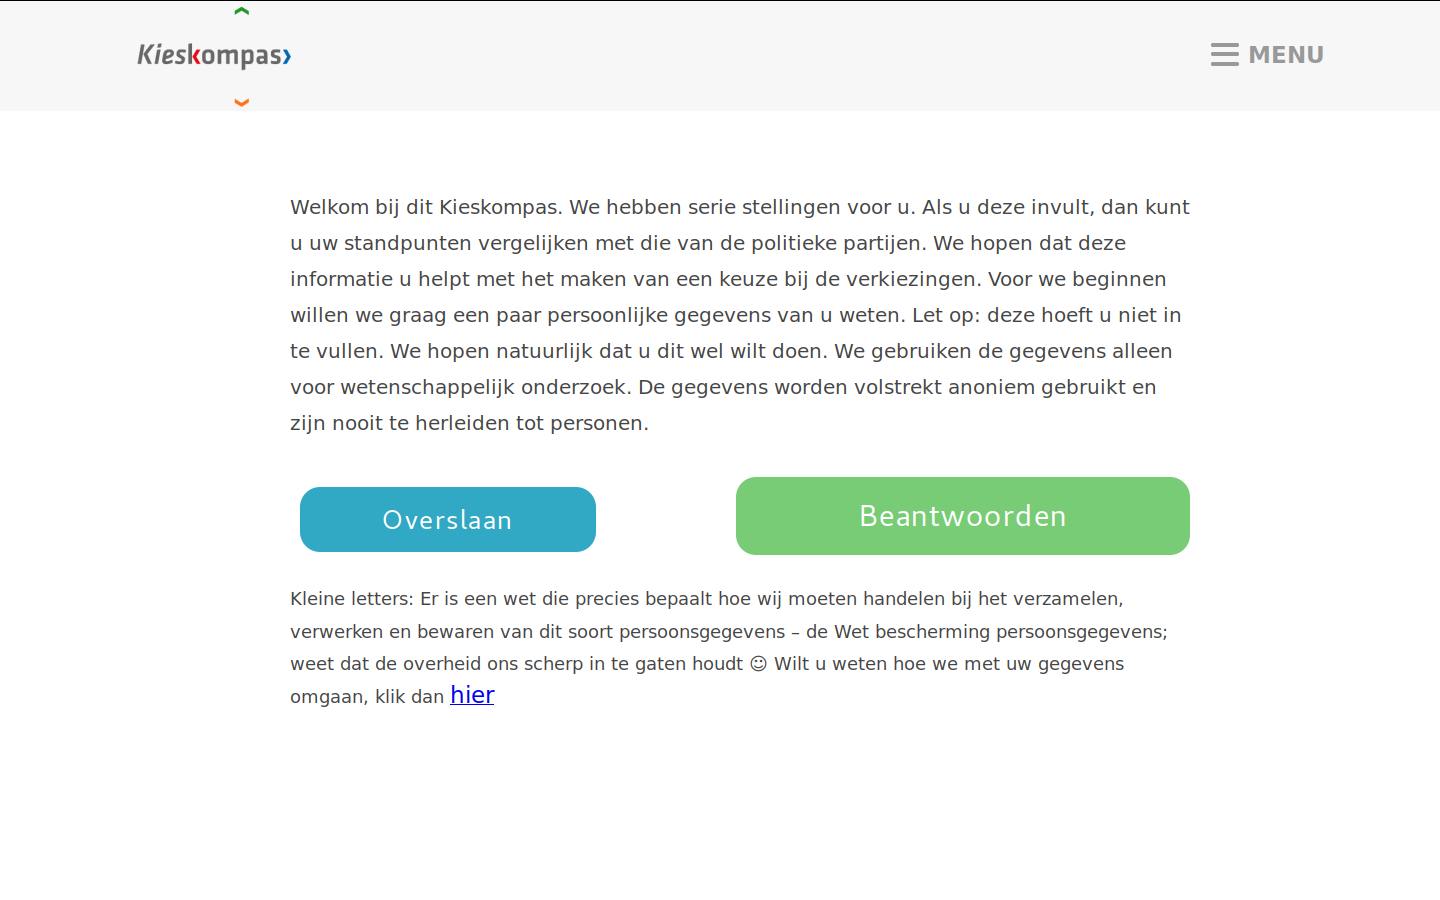 Kieskompas
MENU
Welkom bij dit Kieskompas. We hebben serie stellingen voor u. Als u deze invult, dan kunt
u uw standpunten vergelijken met die van de politieke partijen. We hopen dat deze
informatie u helpt met het maken van een keuze bij de verkiezingen. Voor we beginnen
willen we graag een paar persoonlijke gegevens van u weten. Let op: deze hoeft u niet in
te vullen. We hopen natuurlijk dat u dit wel wilt doen. We gebruiken de gegevens alleen
voor wetenschappelijk onderzoek. De gegevens worden volstrekt anoniem gebruikt en
zijn nooit te herleiden tot personen.
Overslaan
Beantwoorden
Kleine letters: Er is een wet die precies bepaalt hoe wij moeten handelen bij het verzamelen,
verwerken en bewaren van dit soort persoonsgegevens – de Wet bescherming persoonsgegevens;
weet dat de overheid ons scherp in te gaten houdt ☺ Wilt u weten hoe we met uw gegevens
omgaan, klik dan hier